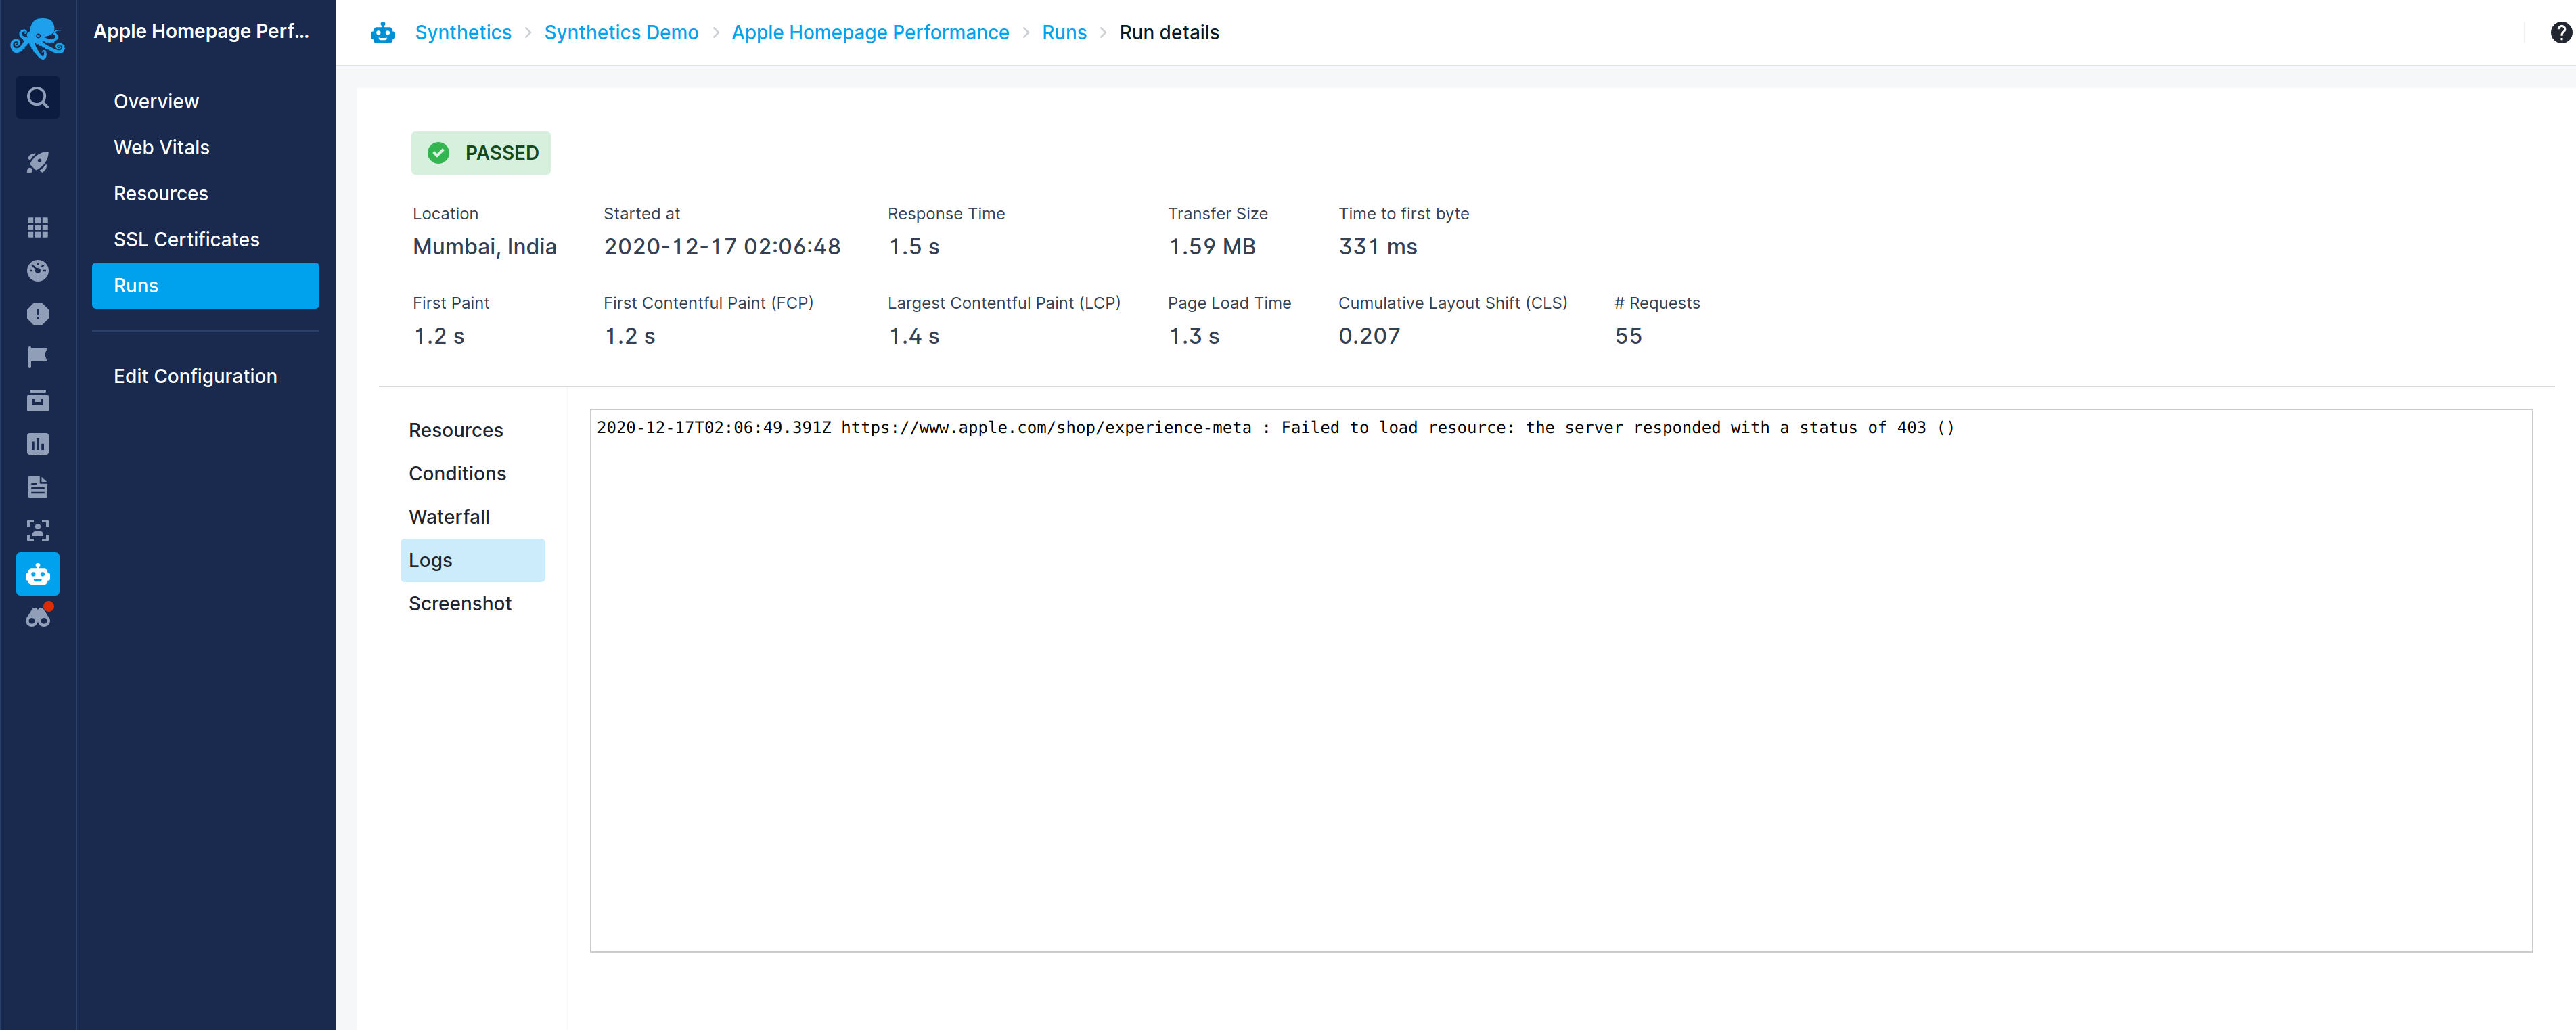 Apple Homepage Perf...
Overview
Web Vitals
Resources
SSL Certificates
Runs
Edit Configuration
Synthetics > Synthetics Demo > Apple Homepage Performance > Runs > Run details
?
PASSED
Location
Mumbai, India
Started at
2020-12-17 02:06:48
Response Time
1.5 s
Transfer Size
1.59 MB
Time to first byte
331 ms
First Paint
1.2 s
First Contentful Paint (FCP)
1.2 s
Largest Contentful Paint (LCP)
1.4 s
Page Load Time
1.3 s
Cumulative Layout Shift (CLS)
0.207
# Requests
55
Resources
Conditions
Waterfall
Logs
Screenshot
2020-12-17T02:06:49.391Z https://www.apple.com/shop/experience-meta : Failed to load resource: the server responded with a status of 403 ()